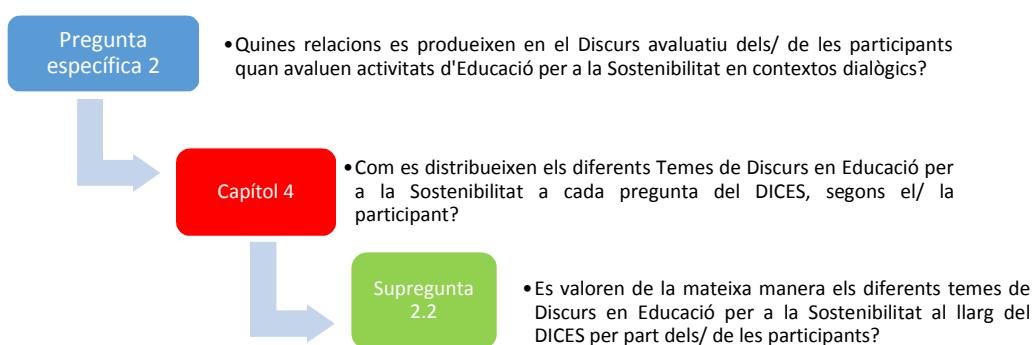 Pregunta
específica 2
•Quines relacions es produeixen en el Discurs avaluatiu dels/ de les participants
quan avaluen activitats d'Educació per a la Sostenibilitat en contextos dialògics?
Capítol 4
•Com es distribueixen els diferents Temes de Discurs en Educació per
a la Sostenibilitat a cada pregunta del DICES, segons el/ la
participant?
Supregunta
2.2
•Es valoren de la mateixa manera els diferents temes de
Discurs en Educació per a la Sostenibilitat al llarg del
DICES per part dels/ de les participants?